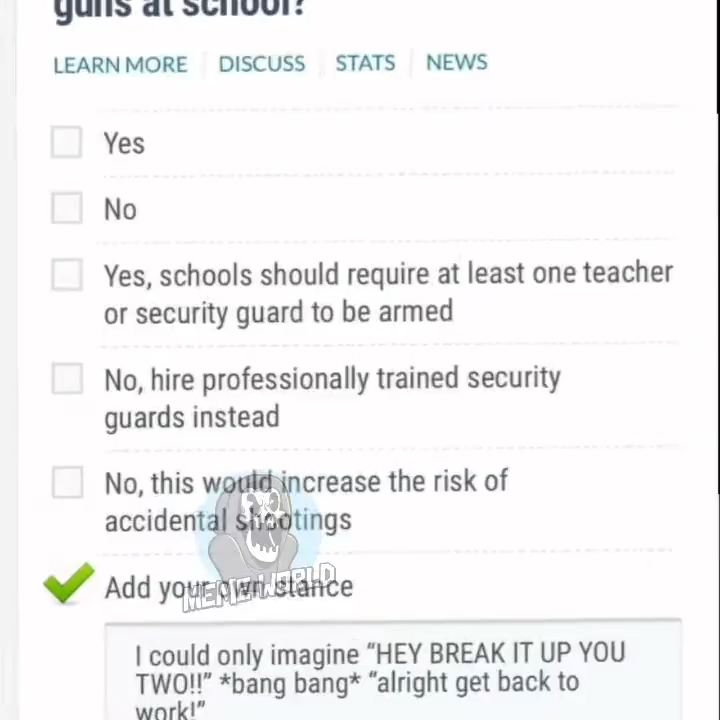 guns at school?
LEARN MORE DISCUSS STATS NEWS
Yes
No
Yes, schools should require at least one teacher
or security guard to be armed
No, hire professionally trained security
guards instead
No, this would increase the risk of
accidental shootings
Add your own stance
MEME WORLD
I could only imagine “HEY BREAK IT UP YOU
TWO!!” *bang bang* “alright get back to
work!”